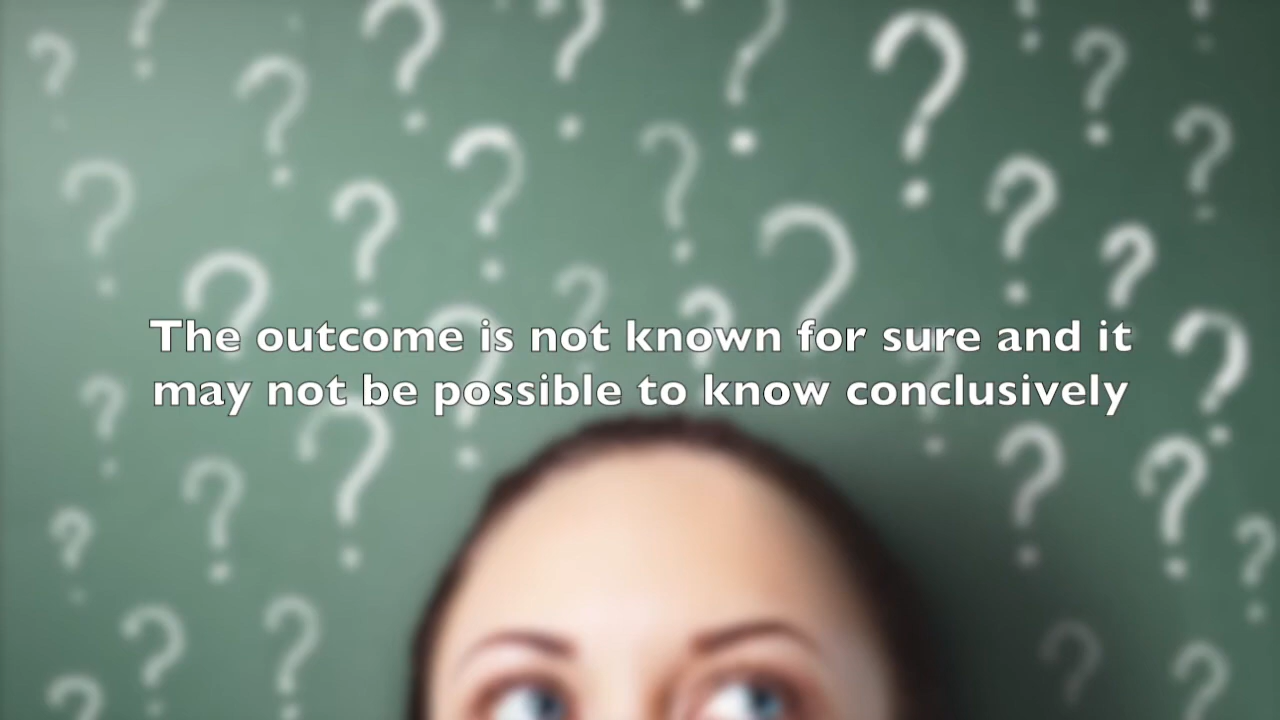 The outcome is not known for sure and it
may not be possible to know conclusively